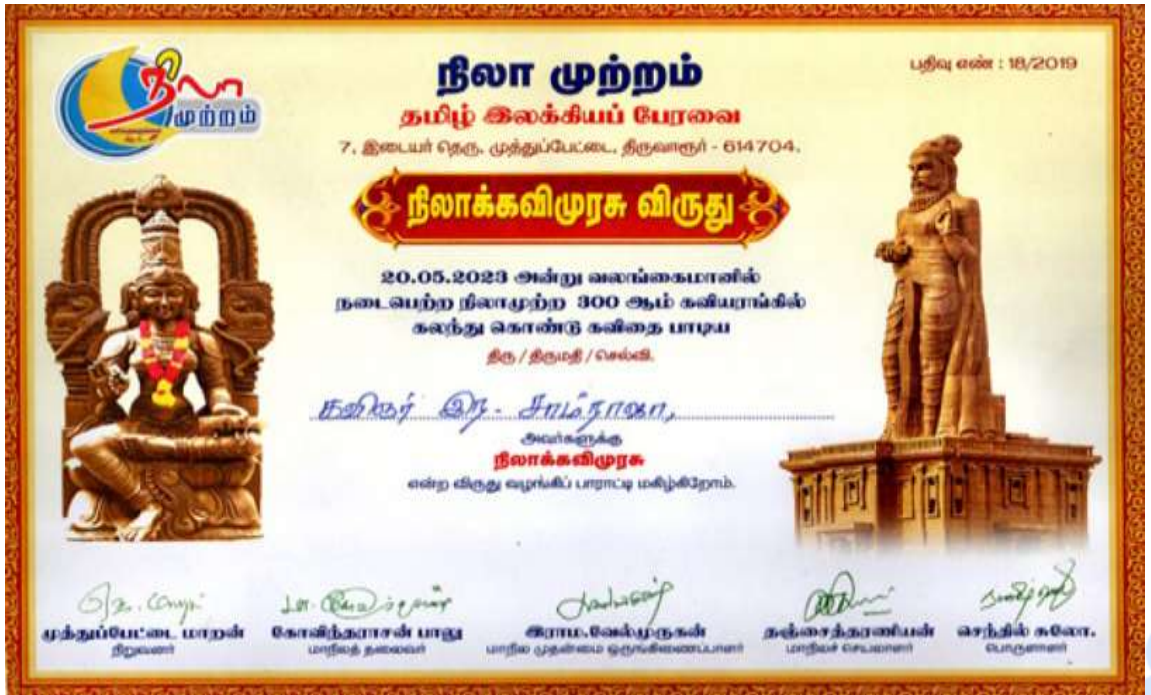 நிலா
முற்றம்
நிலா முற்றம்
பதிவு எண் : 18/2019
தமிழ் இலக்கியப் பேரவை
7, இடையர் தெரு, முத்துப்பேட்டை, திருவாரூர் - 614704.
நிலாக்கவிமுரசு விருது
20.05.2023 அன்று வலங்கைமானில்
நடைபெற்ற நிலாமுற்ற 300 ஆம் கவியரங்கில்
கலந்து கொண்டு கவிதை பாடிய
திரு / திருமதி / செல்வி.
கவிஞர் இரா. சாம்ராஜா,
அவர்களுக்கு
நிலாக்கவிமுரசு
என்ற விருது வழங்கிப் பாராட்டி மகிழ்கிறோம்.
முத்துப்பேட்டை மாறன் கோவிந்தராசன் பாலு இராம.வேல்முருகன் தஞ்சைத்தரணியன் செந்தில் சுலோ.
நிறுவனர் மாநிலத் தலைவர் மாநில முதன்மை ஒருங்கிணைப்பாளர் மாநிலச் செயலாளர் பொருளாளர்